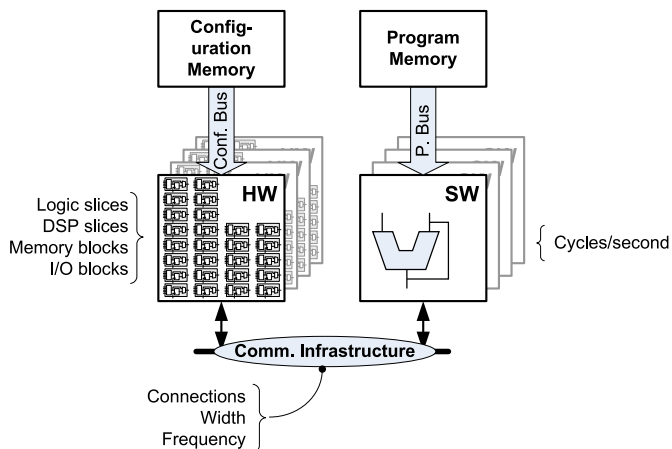 Config-
uration
Memory
Program
Memory
Conf. Bus
P. Bus
HW
SW
Logic slices
DSP slices
Memory blocks
I/O blocks
Cycles/second
Comm. Infrastructure
Connections
Width
Frequency